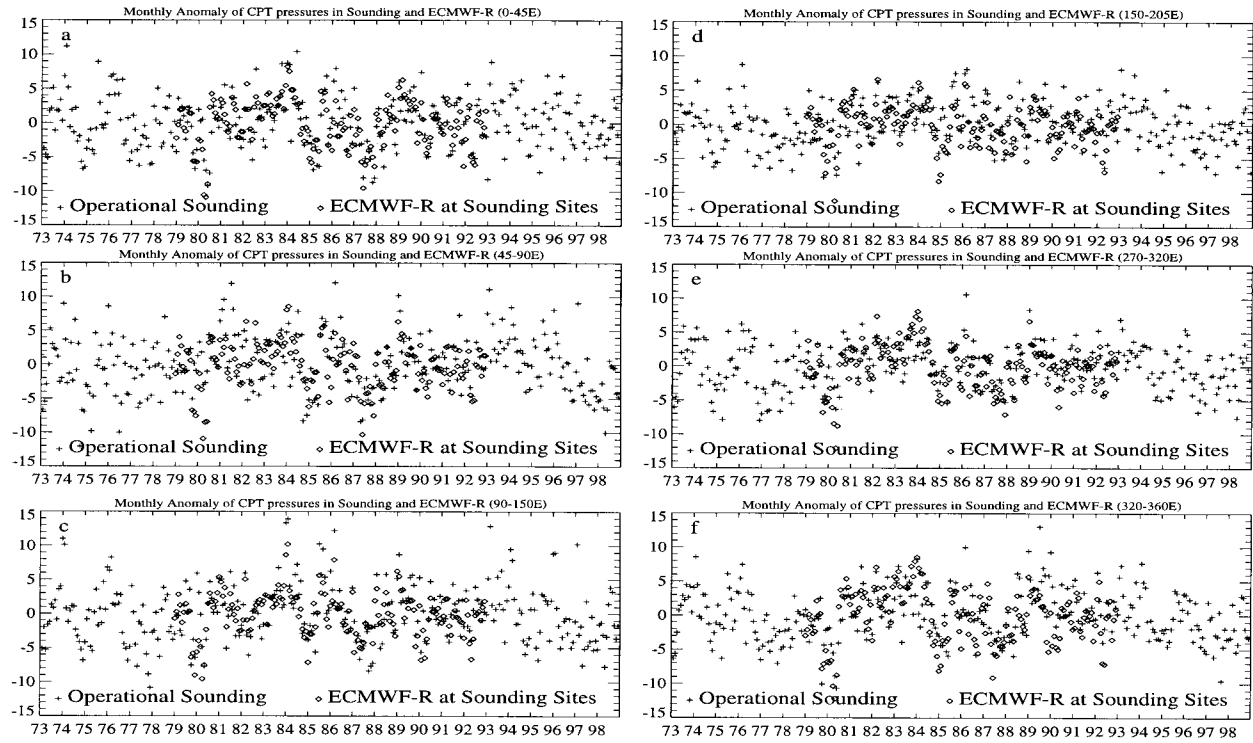 Monthly Anomaly of CPT pressures in Sounding and ECMWF-R (0-45E)
a
15
10
5
0
-5
-10
-15
+ Operational Sounding ◇ ECMWF-R at Sounding Sites
73 74 75 76 77 78 79 80 81 82 83 84 85 86 87 88 89 90 91 92 93 94 95 96 97 98
Monthly Anomaly of CPT pressures in Sounding and ECMWF-R (45-90E)
b
15
10
5
0
-5
-10
-15
+ Operational Sounding ◇ ECMWF-R at Sounding Sites
73 74 75 76 77 78 79 80 81 82 83 84 85 86 87 88 89 90 91 92 93 94 95 96 97 98
Monthly Anomaly of CPT pressures in Sounding and ECMWF-R (90-150E)
c
15
10
5
0
-5
-10
-15
+ Operational Sounding ◇ ECMWF-R at Sounding Sites
73 74 75 76 77 78 79 80 81 82 83 84 85 86 87 88 89 90 91 92 93 94 95 96 97 98
Monthly Anomaly of CPT pressures in Sounding and ECMWF-R (150-205E)
d
15
10
5
0
-5
-10
-15
+ Operational Sounding ◇ ECMWF-R at Sounding Sites
73 74 75 76 77 78 79 80 81 82 83 84 85 86 87 88 89 90 91 92 93 94 95 96 97 98
Monthly Anomaly of CPT pressures in Sounding and ECMWF-R (270-320E)
e
15
10
5
0
-5
-10
-15
+ Operational Sounding ◇ ECMWF-R at Sounding Sites
73 74 75 76 77 78 79 80 81 82 83 84 85 86 87 88 89 90 91 92 93 94 95 96 97 98
Monthly Anomaly of CPT pressures in Sounding and ECMWF-R (320-360E)
f
15
10
5
0
-5
-10
-15
+ Operational Sounding ◇ ECMWF-R at Sounding Sites
73 74 75 76 77 78 79 80 81 82 83 84 85 86 87 88 89 90 91 92 93 94 95 96 97 98